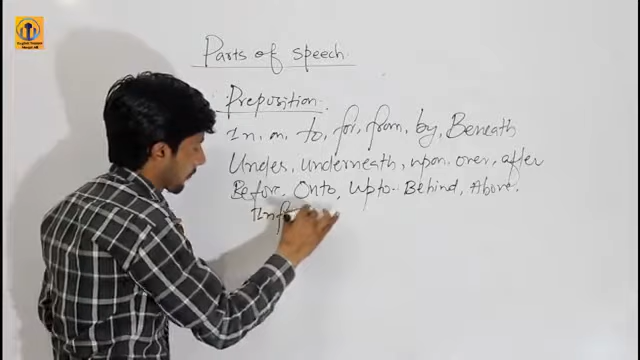 Parts of speech
Preposition.
In, on, to, for, from, by, Beneath
Under, underneath, upon, over, after
Before. Onto, upto- Behind, Above.
Inf